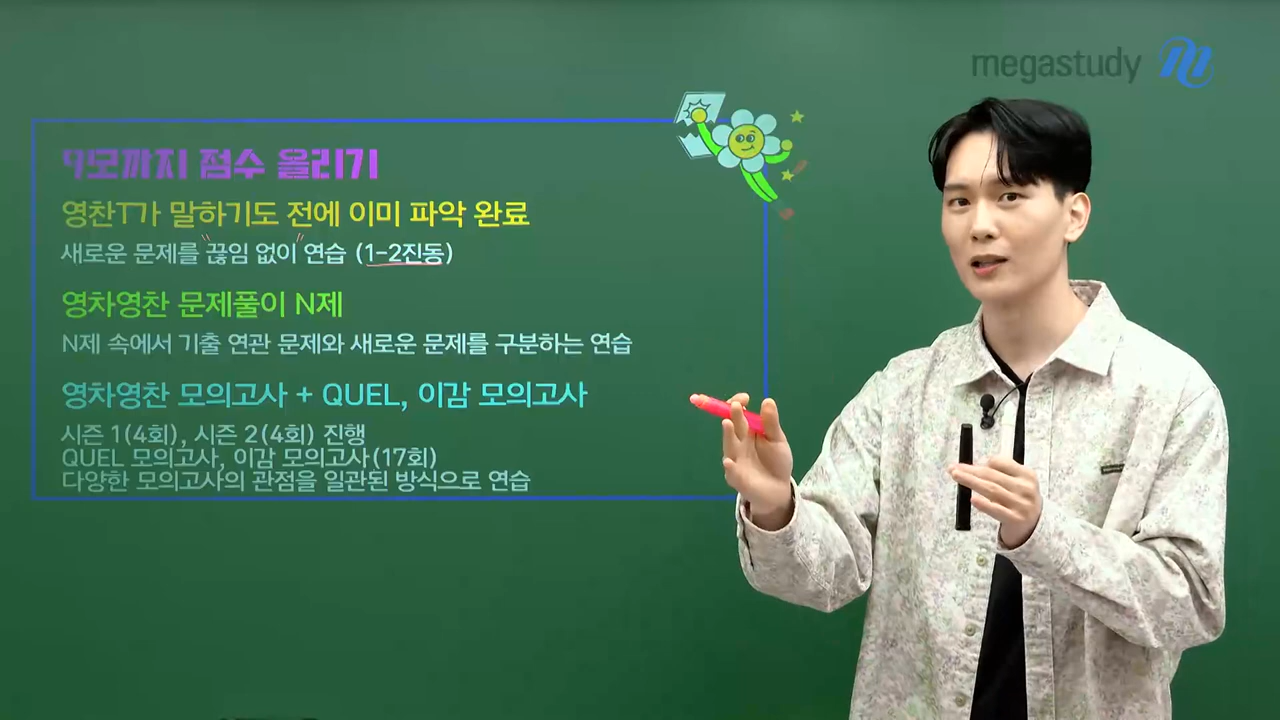 megastudy
9모까지 점수 올리기
영찬T가 말하기도 전에 이미 파악 완료
새로운 문제를 "끊임 없이" 연습 (1-2진동)
영차영찬 문제풀이 N제
N제 속에서 기출 연관 문제와 새로운 문제를 구분하는 연습
영차영찬 모의고사 + QUEL, 이감 모의고사
시즌 1(4회), 시즌 2(4회) 진행
QUEL 모의고사, 이감 모의고사(17회)
다양한 모의고사의 관점을 일관된 방식으로 연습